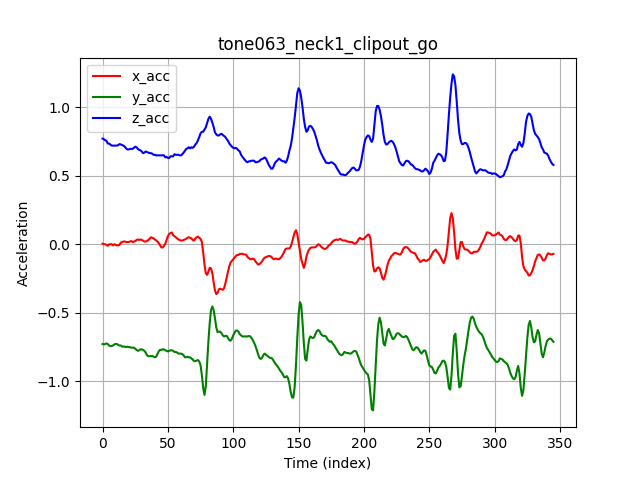 tone063_neck1_clipout_go
x_acc
y_acc
z_acc
1.0
0.5
0.0
−0.5
−1.0
Acceleration
0 50 100 150 200 250 300 350
Time (index)